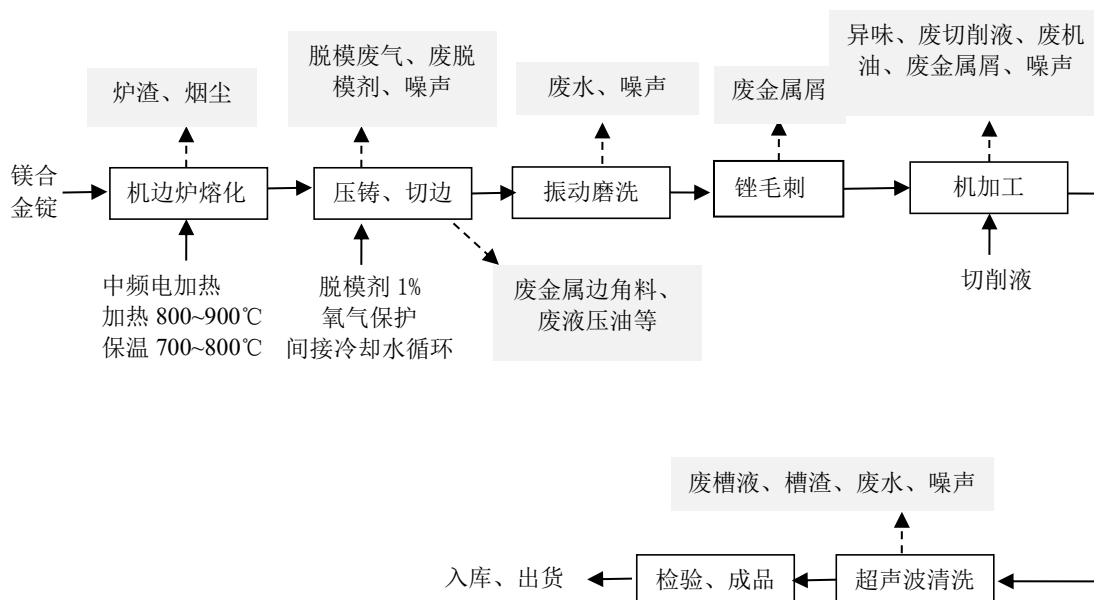 炉渣、烟尘
脱模废气、废脱
模剂、噪声
废水、噪声
废金属屑
异味、废切削液、废机
油、废金属屑、噪声
镁合
金锭
机边炉熔化
压铸、切边
振动磨洗
锉毛刺
机加工
中频电加热
加热 800~900℃
保温 700~800℃
脱模剂 1%
氧气保护
间接冷却水循环
废金属边角料、
废液压油等
切削液
废槽液、槽渣、废水、噪声
入库、出货
检验、成品
超声波清洗